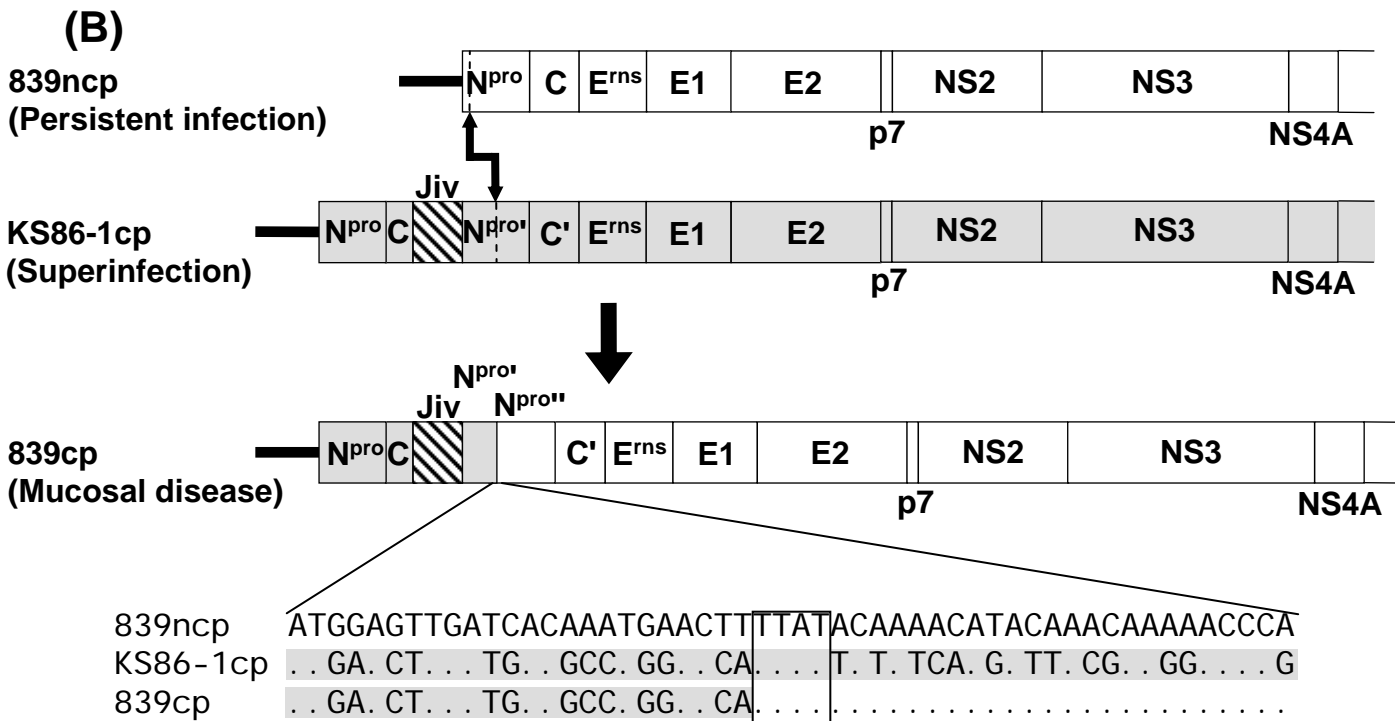 (B)
839ncp
(Persistent infection)
Npro C Erns E1 E2 NS2 NS3
p7 NS4A
Jiv
KS86-1cp
(Superinfection)
Npro C Npro' C' Erns E1 E2 NS2 NS3
p7 NS4A
Npro'
Jiv Npro''
839cp
(Mucosal disease)
Npro C C' Erns E1 E2 NS2 NS3
p7 NS4A
839ncp ATGGAGTTGATCACAAATGAACTTTTATACAAAACATACAAACAAAAACCCA
KS86-1cp ..GA.CT...TG..GCC.GG..CA....T.T.TCA.G.TT.CG..GG....G
839cp ..GA.CT...TG..GCC.GG..CA............................